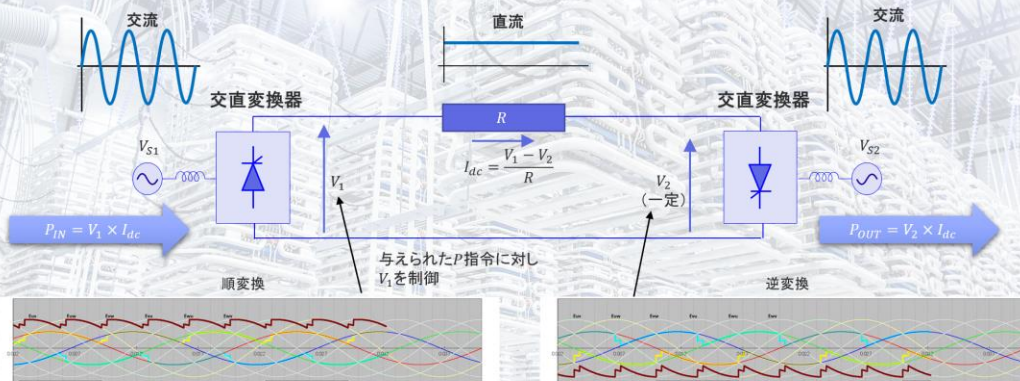 交流
直流
交流
交直変換器
交直変換器
R
V_{S1}
V_1
I_{dc} = \frac{V_1 - V_2}{R}
V_2
(一定)
V_{S2}
P_{IN} = V_1 × I_{dc}
P_{OUT} = V_2 × I_{dc}
与えられたP指令に対し
V_1を制御
順変換
逆変換